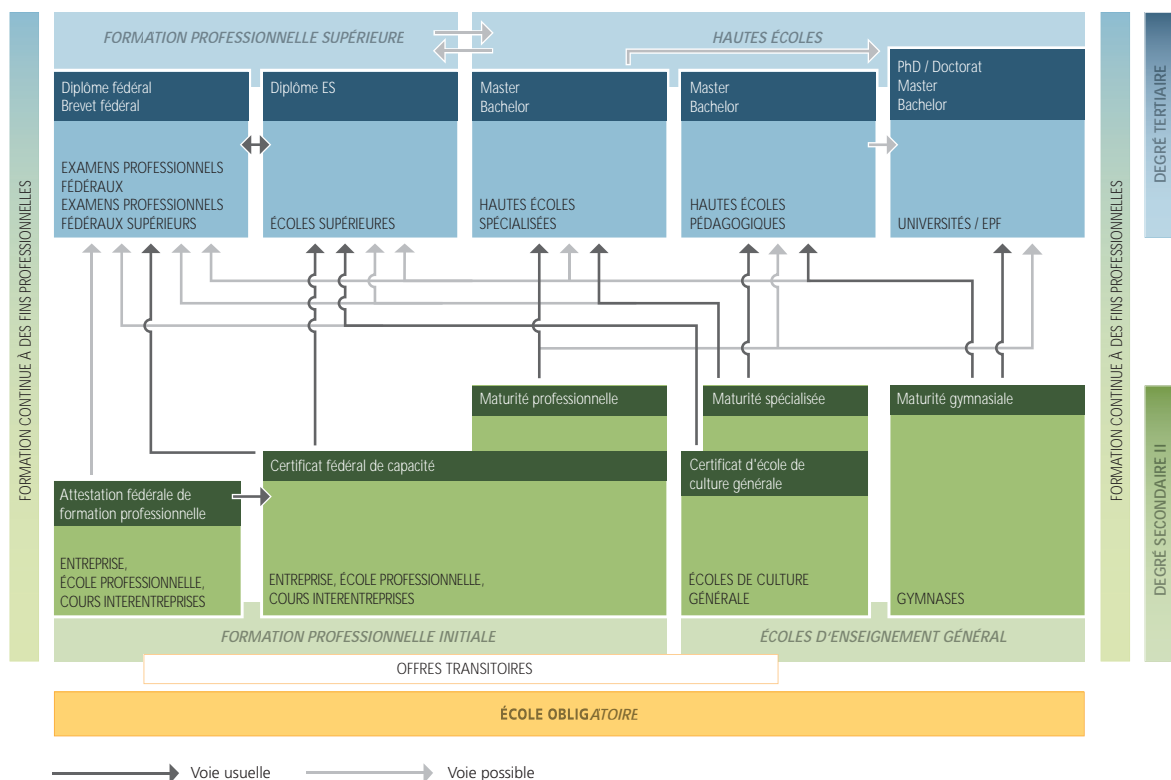 FORMATION CONTINUE À DES FINS PROFESSIONNELLES
FORMATION PROFESSIONNELLE SUPÉRIEURE
HAUTES ÉCOLES
Diplôme fédéral
Brevet fédéral
EXAMENS PROFESSIONNELS
FÉDÉRAUX
EXAMENS PROFESSIONNELS
FÉDÉRAUX SUPÉRIEURS
Diplôme ES
ÉCOLES SUPÉRIEURES
Master
Bachelor
HAUTES ÉCOLES
SPÉCIALISÉES
Master
Bachelor
HAUTES ÉCOLES
PÉDAGOGIQUES
PhD / Doctorat
Master
Bachelor
UNIVERSITÉS / EPF
FORMATION CONTINUE À DES FINS PROFESSIONNELLES
DEGRÉ TERTIAIRE
Maturité professionnelle
Maturité spécialisée
Maturité gymnasiale
Certificat fédéral de capacité
Certificat d'école de
culture générale
Attestation fédérale de
formation professionnelle
ENTREPRISE,
ÉCOLE PROFESSIONNELLE,
COURS INTERENTREPRISES
ENTREPRISE, ÉCOLE PROFESSIONNELLE,
COURS INTERENTREPRISES
ÉCOLES DE CULTURE
GÉNÉRALE
GYMNASES
DEGRÉ SECONDAIRE II
FORMATION PROFESSIONNELLE INITIALE
ÉCOLES D'ENSEIGNEMENT GÉNÉRAL
OFFRES TRANSITOIRES
ÉCOLE OBLIGATOIRE
Voie usuelle
Voie possible